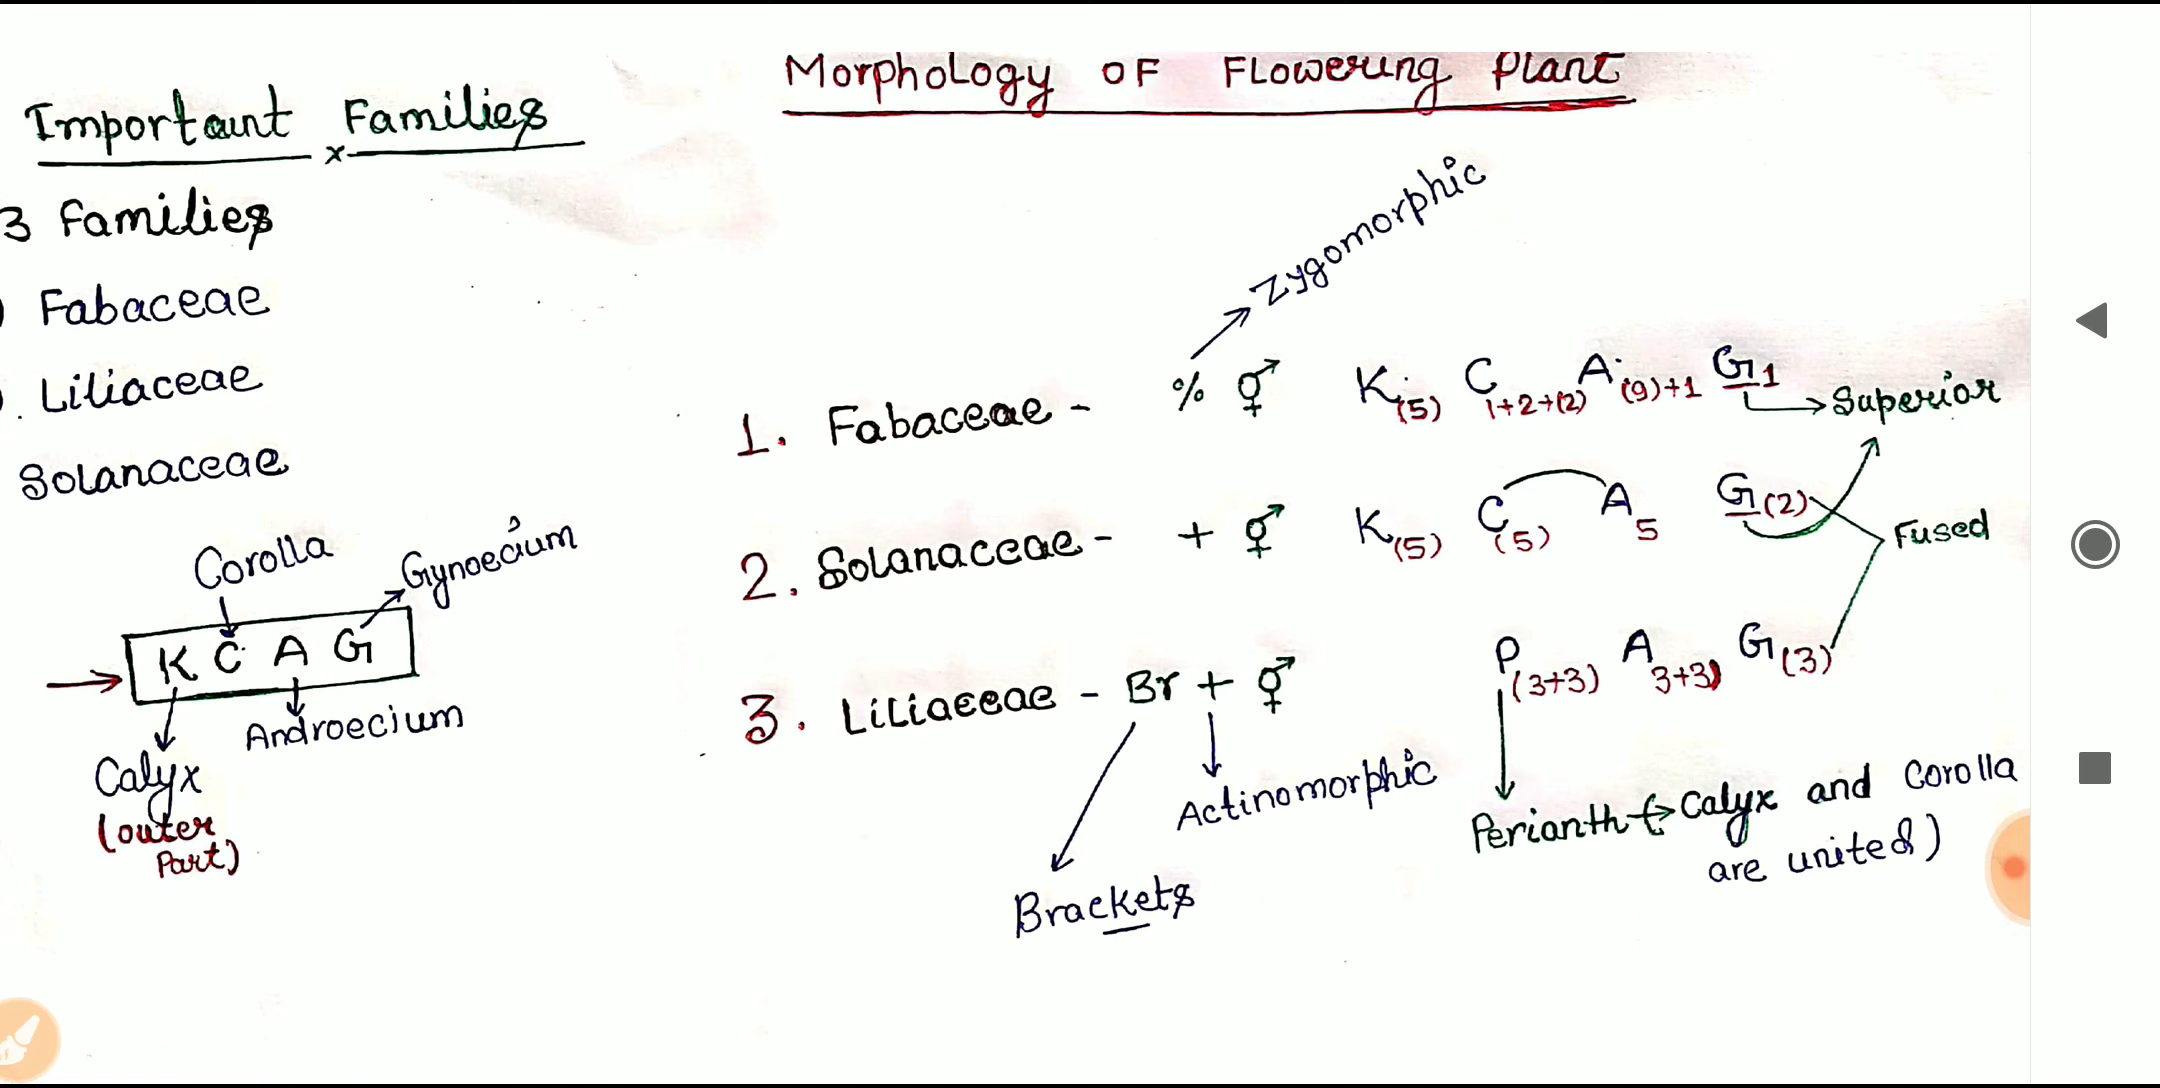 Morphology OF Flowering Plant
Important Families
x
3 Families
) Fabaceae
). Liliaceae
Solanaceae
Corolla
Gynoecium
K C A G
Androecium
Calyx
(outer
Part)
Zygomorphic
1. Fabaceae - % ⚥ K(5) C1+2+(2) A(9)+1 G1
Superior
2. Solanaceae - + ⚥ K(5) C(5) A5 G(2)
Fused
3. Liliaceae - Br + ⚥ P(3+3) A3+3) G(3)
Actinomorphic
Brackets
Perianth (→ Calyx and Corolla
are united)